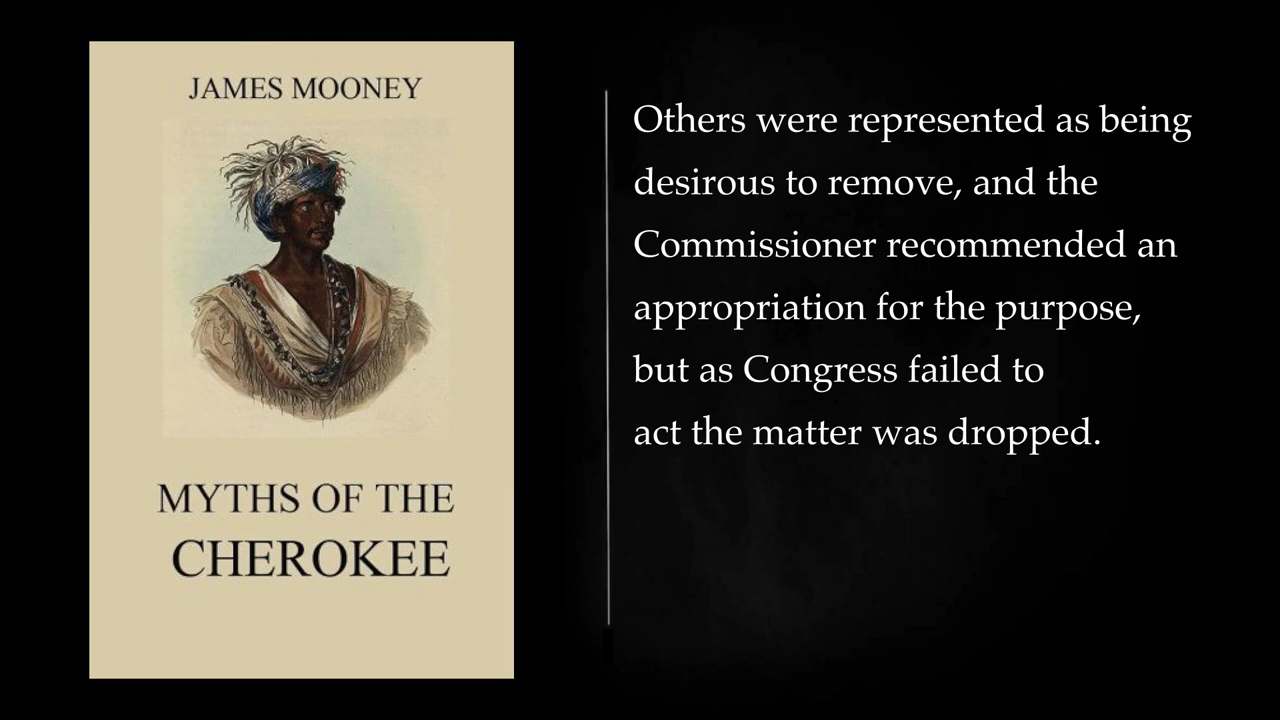 JAMES MOONEY
MYTHS OF THE
CHEROKEE
Others were represented as being
desirous to remove, and the
Commissioner recommended an
appropriation for the purpose,
but as Congress failed to
act the matter was dropped.